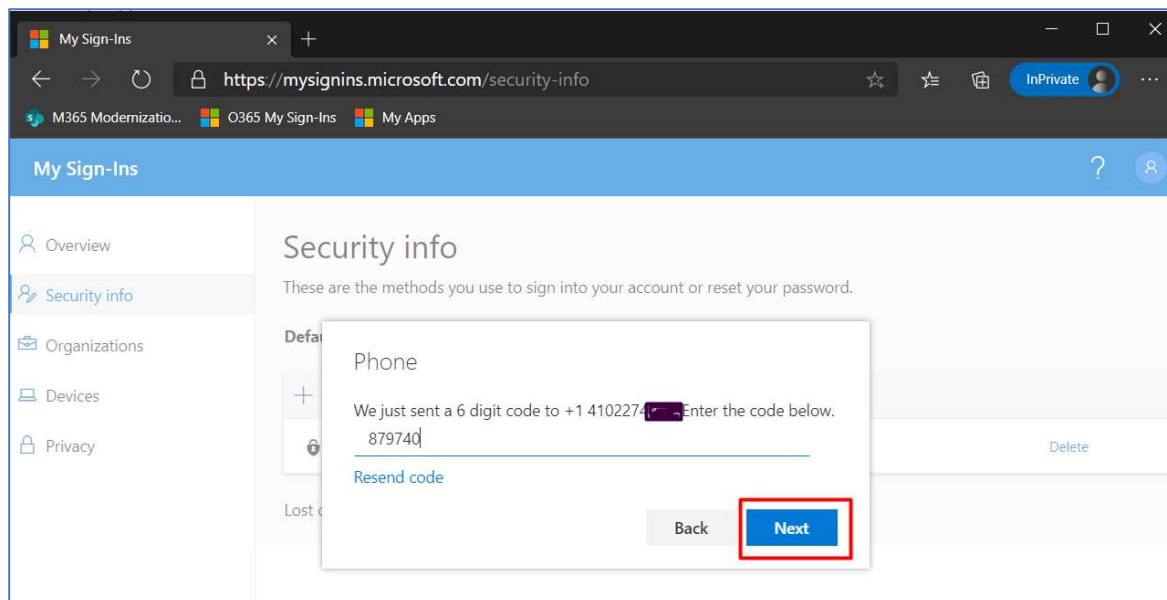 My Sign-Ins
https://mysignins.microsoft.com/security-info
InPrivate
M365 Modernizatio... O365 My Sign-Ins My Apps
My Sign-Ins
?
Overview
Security info
Organizations
Devices
Privacy
Security info
These are the methods you use to sign into your account or reset your password.
Defau
Phone
We just sent a 6 digit code to +1 4102274 Enter the code below.
879740
Resend code
Back Next
Delete
Lost